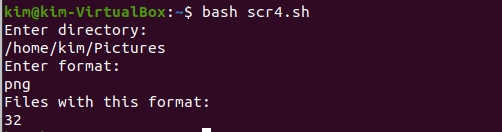 kim@kim-VirtualBox:~$ bash scr4.sh
Enter directory:
/home/kim/Pictures
Enter format:
png
Files with this format:
32